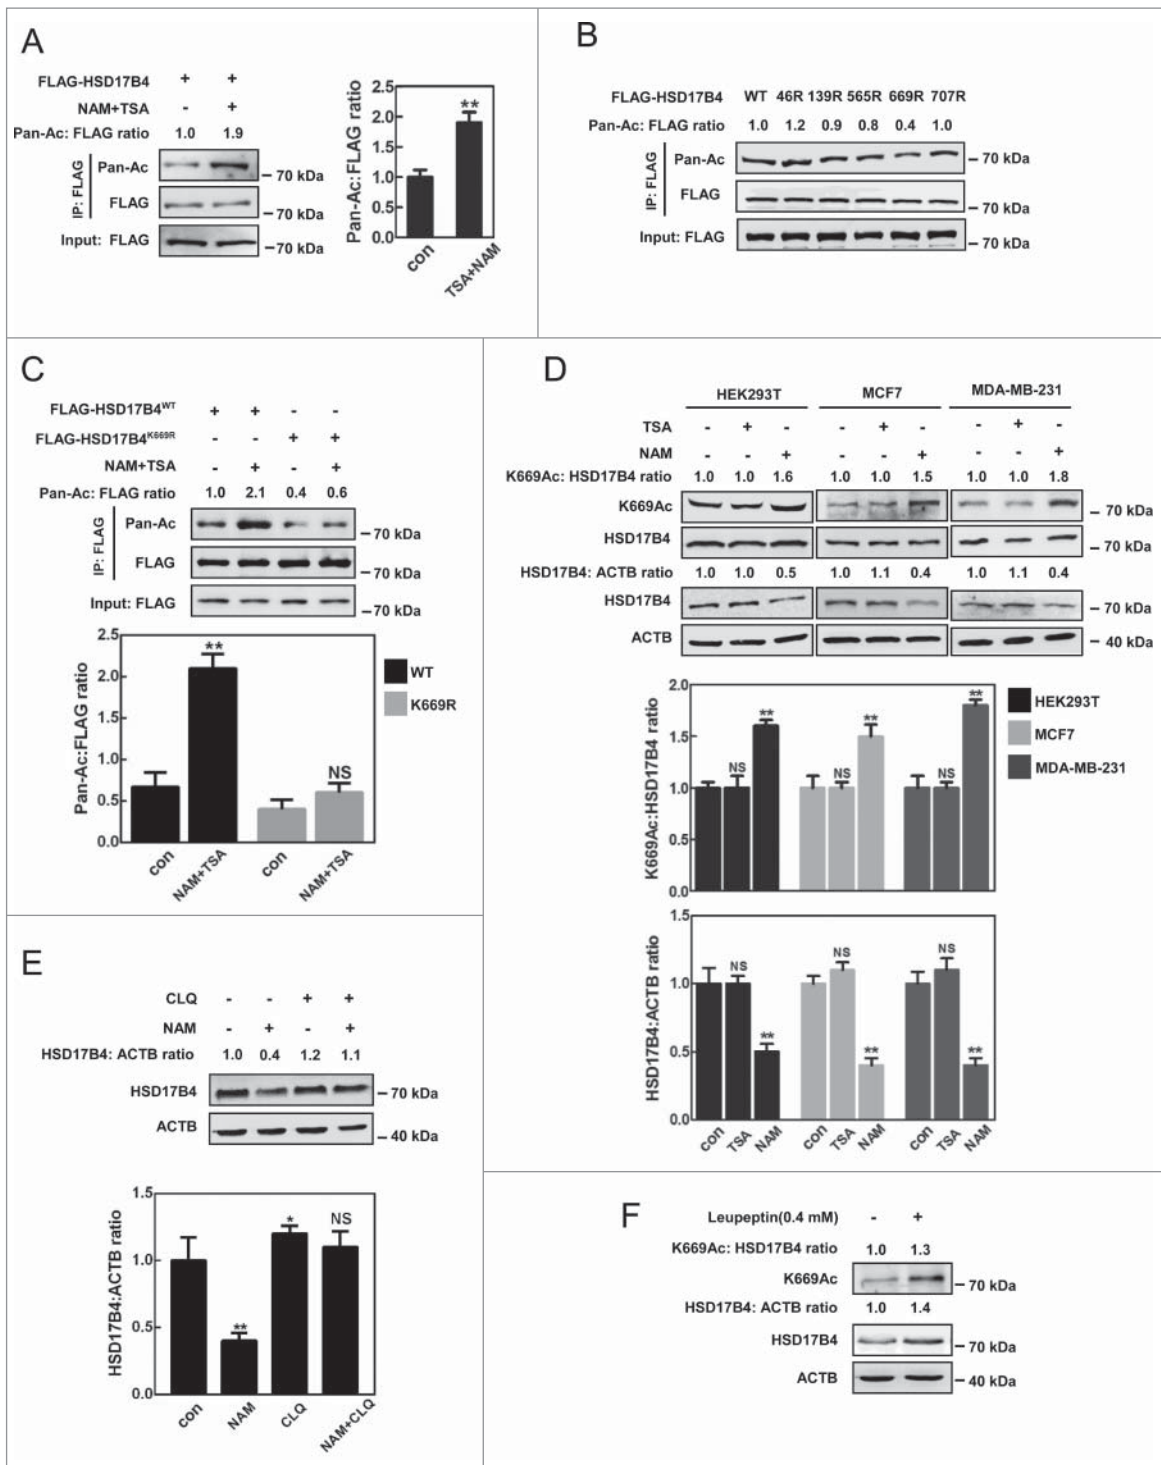 A
FLAG-HSD17B4 + +
NAM+TSA - +
Pan-Ac: FLAG ratio 1.0 1.9
IP: FLAG
Pan-Ac
70 kDa
FLAG
70 kDa
Input: FLAG
70 kDa
Pan-Ac:FLAG ratio
2.5
2.0
1.5
1.0
0.5
0.0
**
con
TSA+NAM
B
FLAG-HSD17B4 WT 46R 139R 565R 669R 707R
Pan-Ac: FLAG ratio 1.0 1.2 0.9 0.8 0.4 1.0
IP: FLAG
Pan-Ac
70 kDa
FLAG
70 kDa
Input: FLAG
70 kDa
C
FLAG-HSD17B4WT + + - -
FLAG-HSD17B4K669R - - + +
NAM+TSA - + - +
Pan-Ac: FLAG ratio 1.0 2.1 0.4 0.6
IP: FLAG
Pan-Ac
70 kDa
FLAG
70 kDa
Input: FLAG
70 kDa
Pan-Ac:FLAG ratio
2.5
2.0
1.5
1.0
0.5
0.0
**
NS
con
NAM+TSA
con
NAM+TSA
WT
K669R
D
HEK293T MCF7 MDA-MB-231
TSA - + - - + - - + -
NAM - - + - - + - - +
K669Ac: HSD17B4 ratio 1.0 1.0 1.6 1.0 1.0 1.5 1.0 1.0 1.8
K669Ac
70 kDa
HSD17B4
70 kDa
HSD17B4: ACTB ratio 1.0 1.0 0.5 1.0 1.1 0.4 1.0 1.1 0.4
HSD17B4
70 kDa
ACTB
40 kDa
K669Ac:HSD17B4 ratio
2.0
1.5
1.0
0.5
0.0
NS ** NS ** NS **
HEK293T
MCF7
MDA-MB-231
HSD17B4:ACTB ratio
1.5
1.0
0.5
0.0
NS ** NS ** NS **
con TSA NAM con TSA NAM con TSA NAM
E
CLQ - - + +
NAM - + - +
HSD17B4: ACTB ratio 1.0 0.4 1.2 1.1
HSD17B4
70 kDa
ACTB
40 kDa
HSD17B4:ACTB ratio
1.5
1.0
0.5
0.0
** * NS
con NAM CLQ NAM+CLQ
F
Leupeptin(0.4 mM) - +
K669Ac: HSD17B4 ratio 1.0 1.3
K669Ac
70 kDa
HSD17B4: ACTB ratio 1.0 1.4
HSD17B4
70 kDa
ACTB
40 kDa